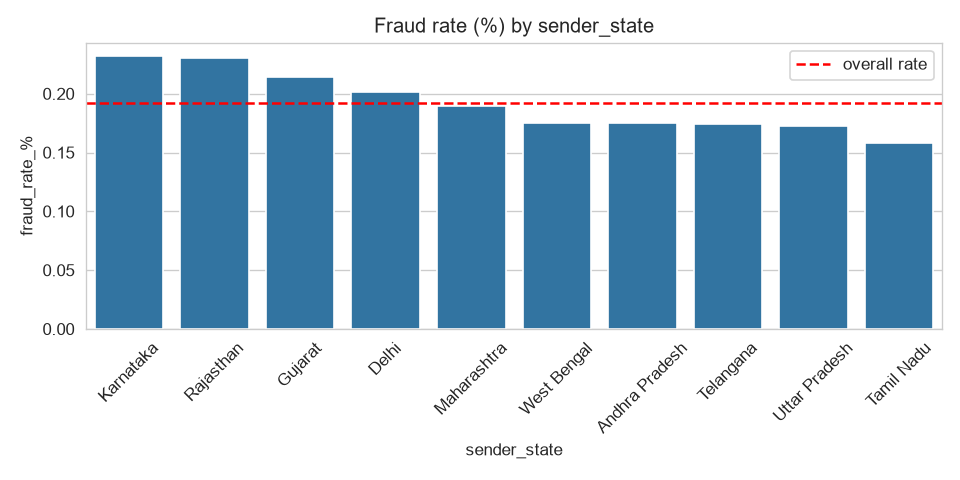 Fraud rate (%) by sender_state
overall rate
fraud_rate_%
0.20
0.15
0.10
0.05
0.00
Karnataka
Rajasthan
Gujarat
Delhi
Maharashtra
West Bengal
Andhra Pradesh
Telangana
Uttar Pradesh
Tamil Nadu
sender_state